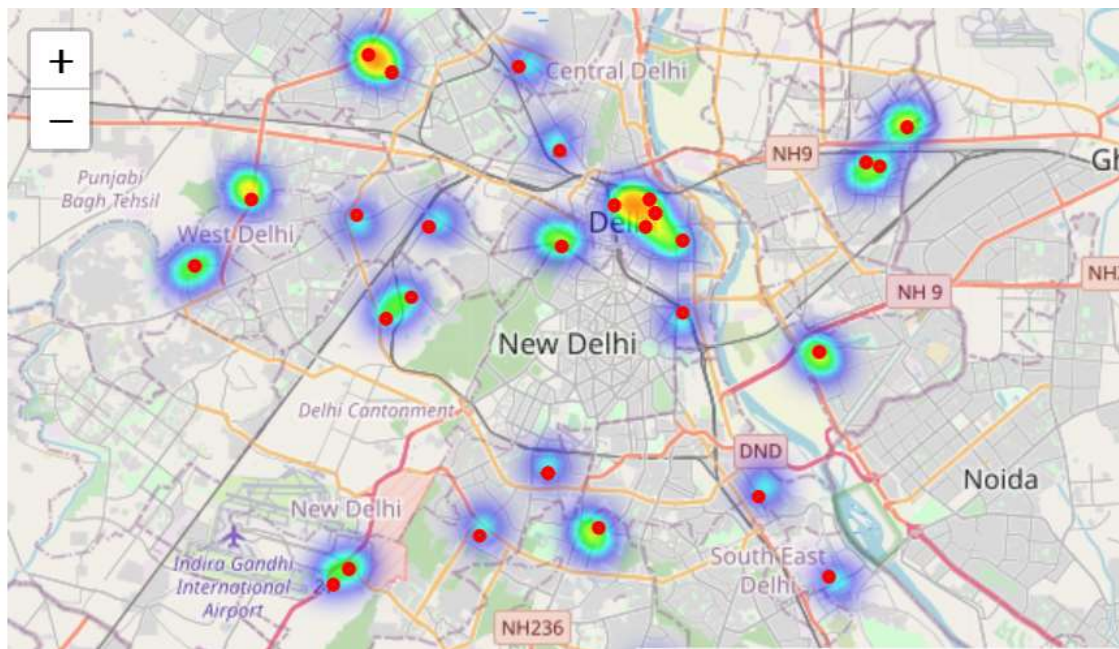 +
−
Central Delhi
NH9
Punjabi
Bagh Tehsil
West Delhi
NH 9
New Delhi
Delhi Cantonment
DND
Noida
New Delhi
Indira Gandhi
International
Airport
South East
Delhi
NH236